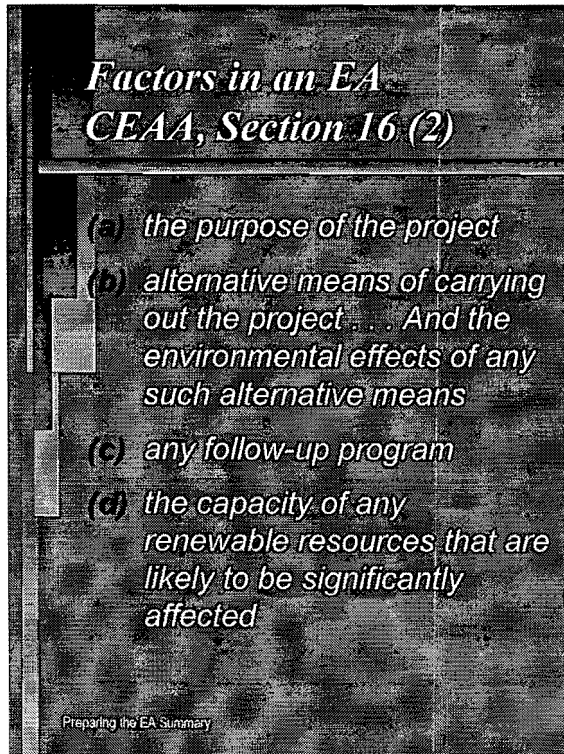 Factors in an EA
CEAA, Section 16 (2)
(a) the purpose of the project
(b) alternative means of carrying
out the project . . . And the
environmental effects of any
such alternative means
(c) any follow-up program
(d) the capacity of any
renewable resources that are
likely to be significantly
affected
Preparing the EA Summary